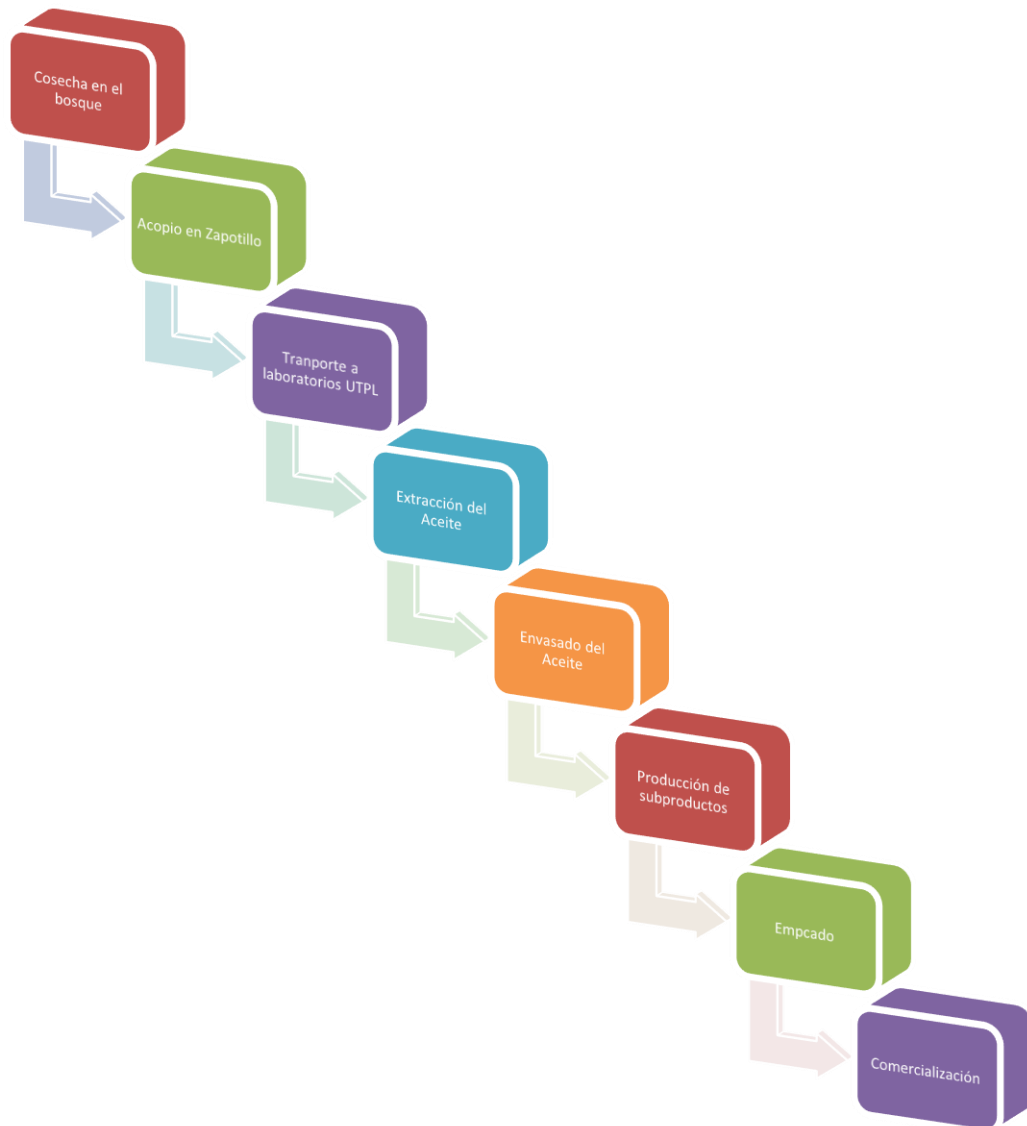 Cosecha en el
bosque
Acopio en Zapotillo
Tranporte a
laboratorios UTPL
Extracción del
Aceite
Envasado del
Aceite
Producción de
subproductos
Empcado
Comercialización